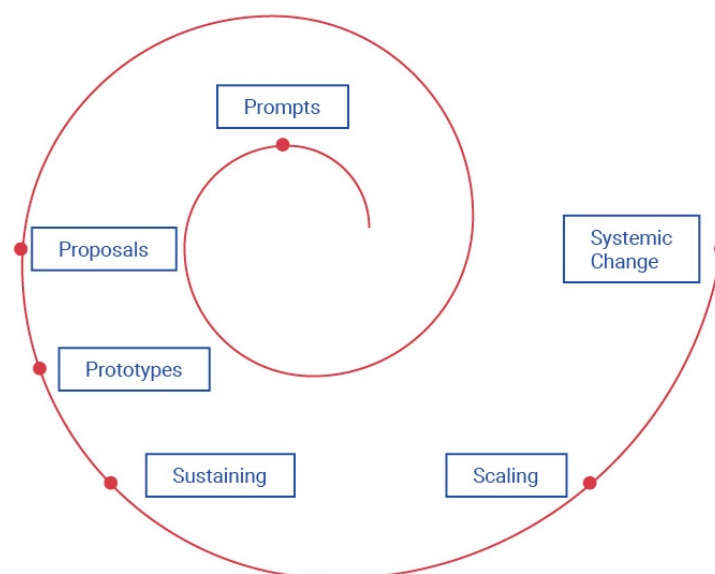 Prompts
Proposals
Prototypes
Sustaining
Scaling
Systemic
Change